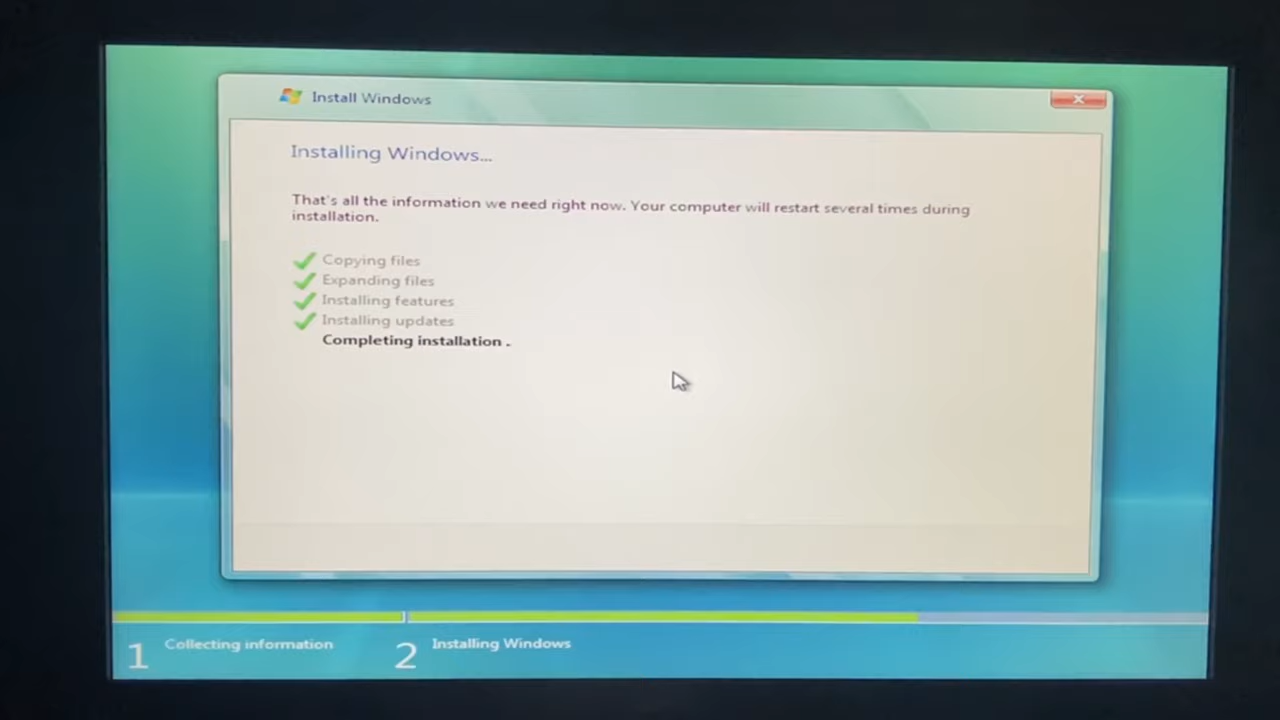 Install Windows
Installing Windows...
That's all the information we need right now. Your computer will restart several times during
installation.
Copying files
Expanding files
Installing features
Installing updates
Completing installation .
1 Collecting information
2 Installing Windows